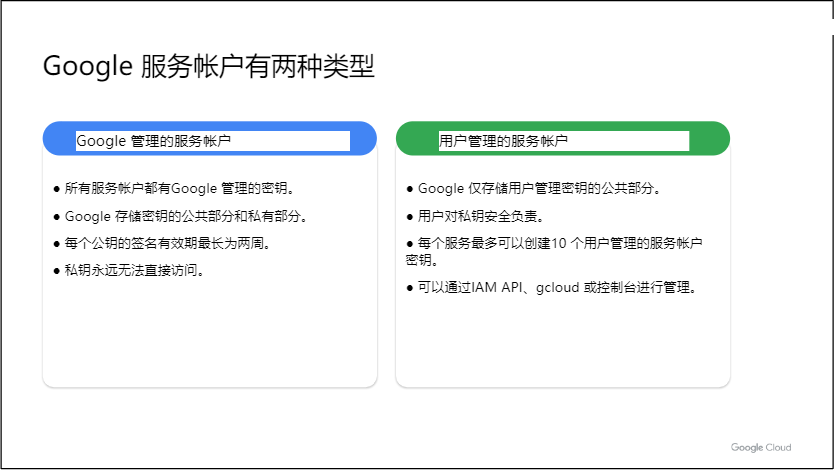 Google 服务帐户有两种类型
Google 管理的服务帐户
● 所有服务帐户都有Google 管理的密钥。
● Google 存储密钥的公共部分和私有部分。
● 每个公钥的签名有效期最长为两周。
● 私钥永远无法直接访问。
用户管理的服务帐户
● Google 仅存储用户管理密钥的公共部分。
● 用户对私钥安全负责。
● 每个服务最多可以创建10 个用户管理的服务帐户
密钥。
● 可以通过IAM API、gcloud 或控制台进行管理。
Google Cloud